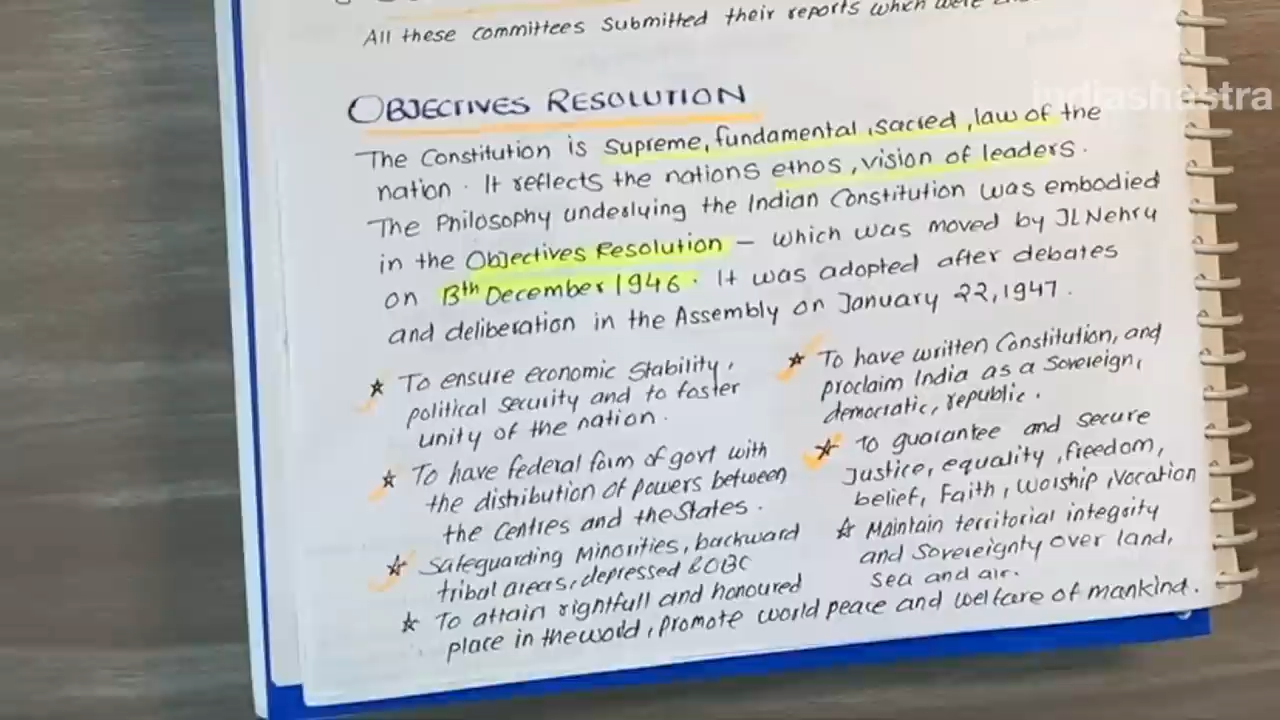 All these committees submitted their reports which were
indiashastra
OBJECTIVES RESOLUTION
The Constitution is supreme, fundamental, sacred, law of the
nation. It reflects the nations ethos, vision of leaders.
The Philosophy underlying the Indian Constitution was embodied
in the Objectives Resolution – which was moved by JL Nehry
on 13th December 1946. It was adopted after debates
and deliberation in the Assembly on January 22, 1947.
★ To ensure economic stability,
political security and to foster
unity of the nation.
★ To have federal form of govt with
the distribution of powers between
the Centres and the States.
★ Safeguarding Minorities, backward
tribal areas, depressed & OBC
★ To attain rightfull and honoured
place in the world, promote world peace and welfare of mankind.
★ To have written Constitution, and
proclaim India as a Sovereign,
democratic, republic.
★ To guarantee and secure
Justice, equality, freedom,
belief, Faith, Worship, Vocation
★ Maintain territorial integrity
and Sovereignty over land,
sea and air.